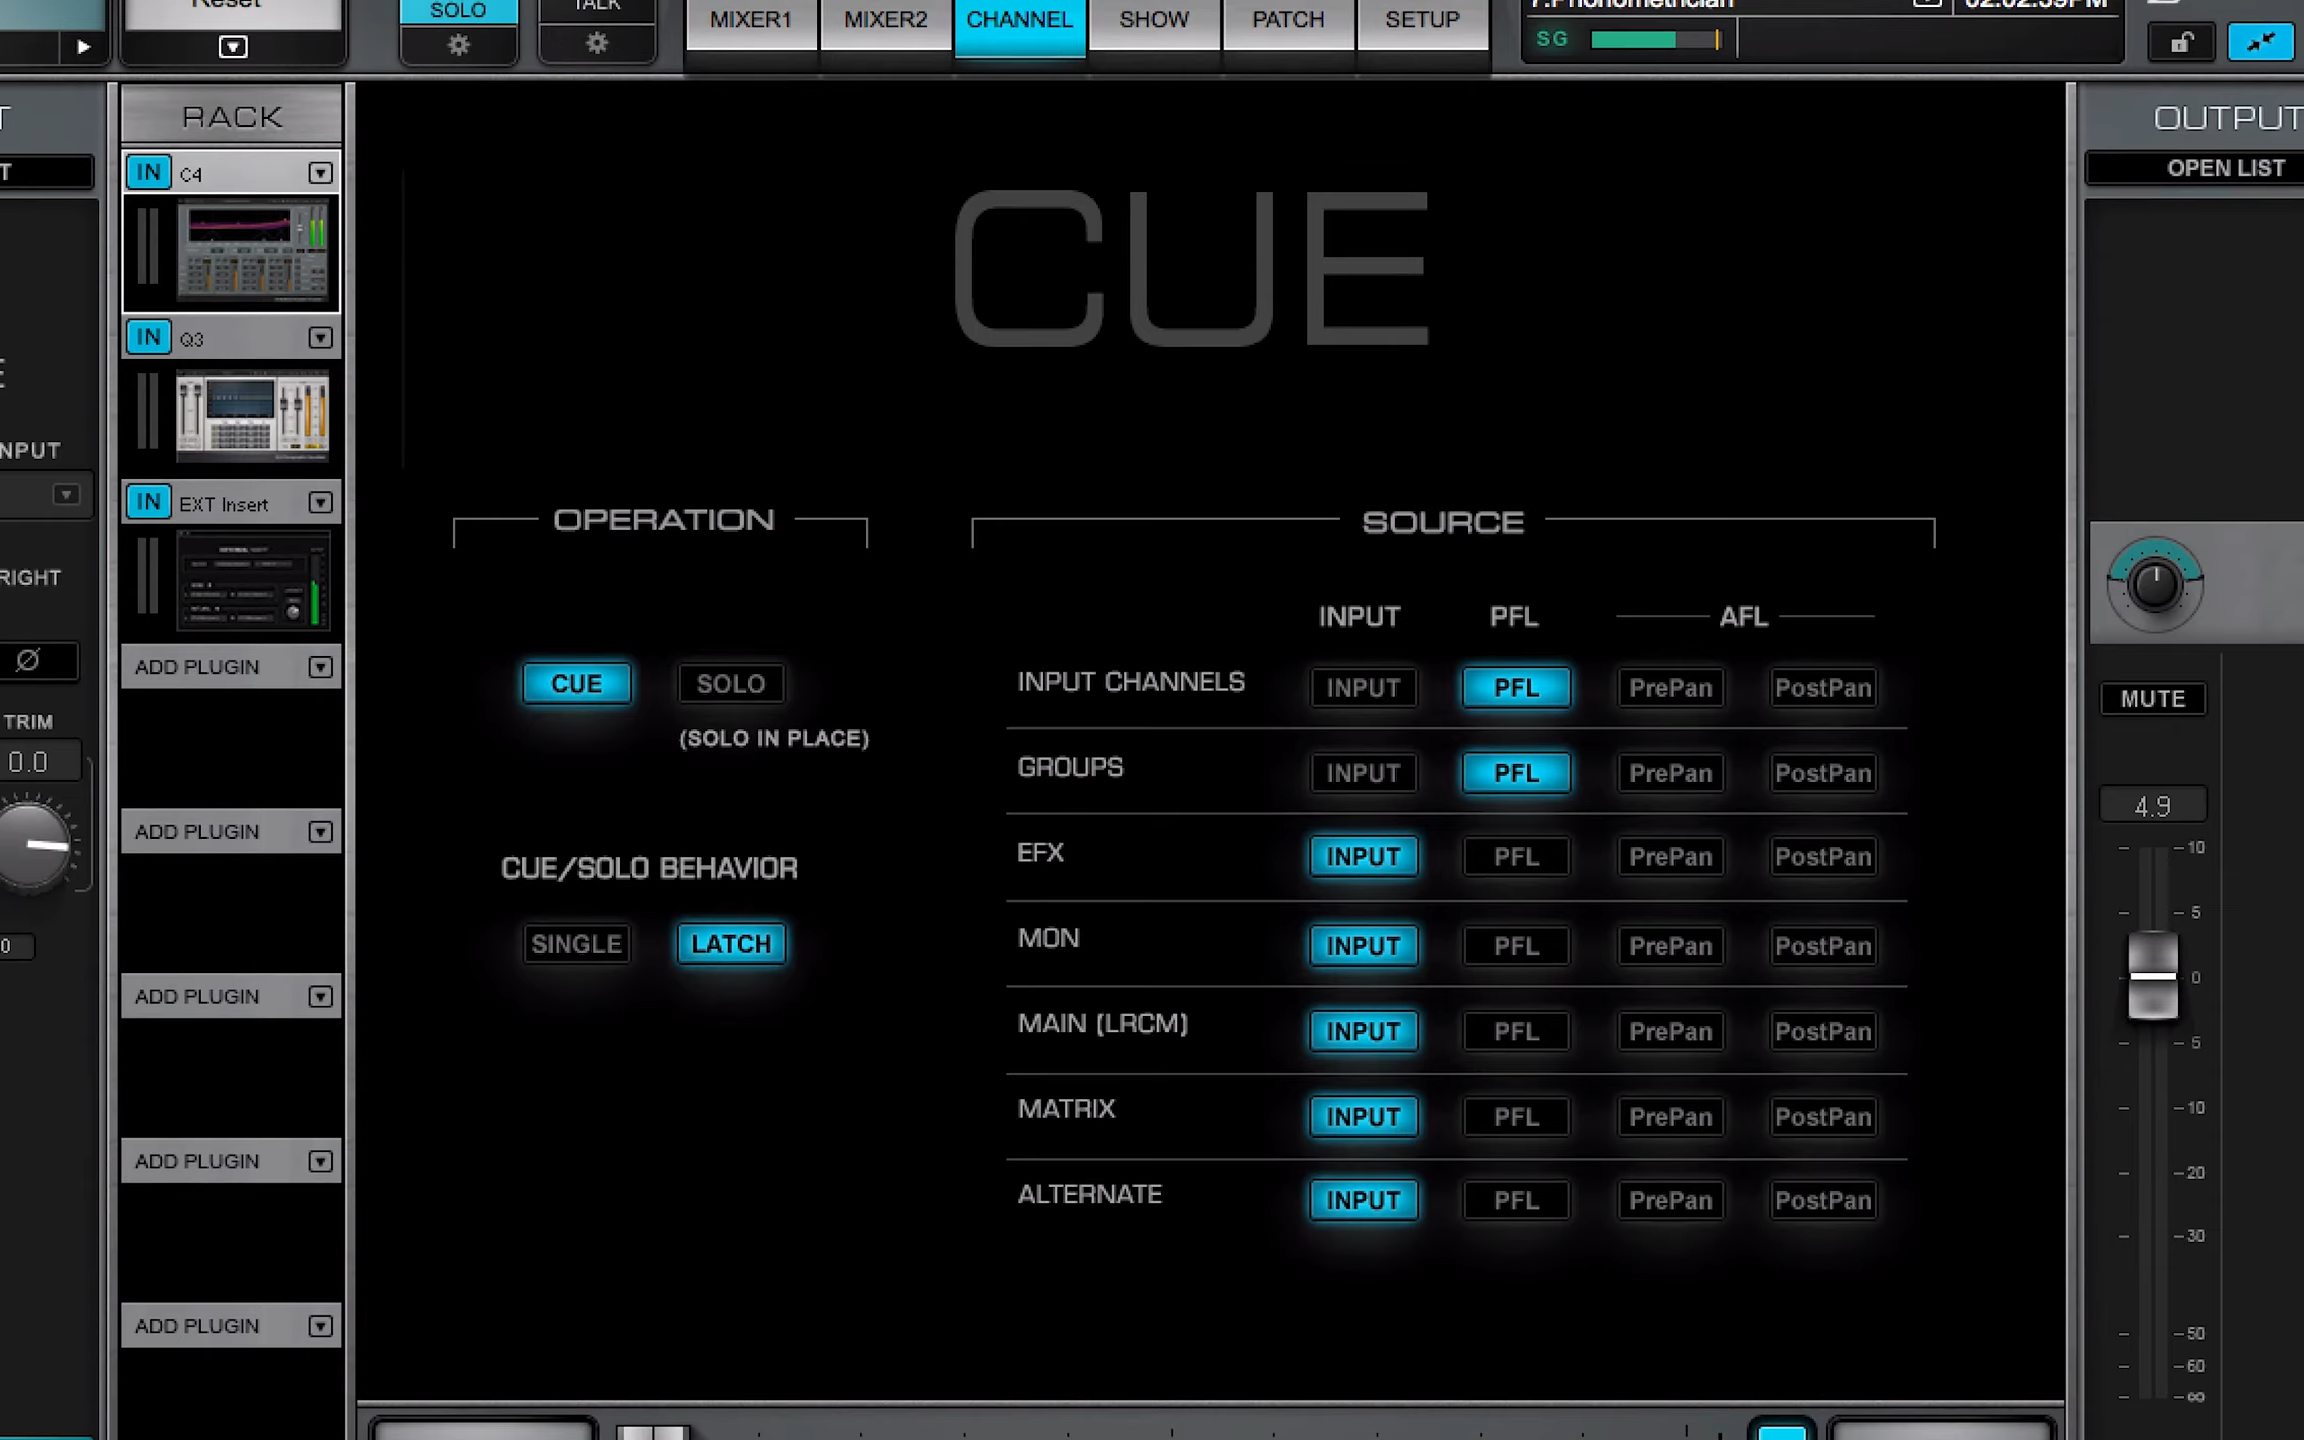 Reset
SOLO
TALK
MIXER1
MIXER2
CHANNEL
SHOW
PATCH
SETUP
SG
RACK
OUTPUT
OPEN LIST
IN C4
IN Q3
IN EXT Insert
ADD PLUGIN
ADD PLUGIN
ADD PLUGIN
ADD PLUGIN
ADD PLUGIN
RIGHT
Ø
TRIM
0.0
CUE
OPERATION
CUE SOLO
(SOLO IN PLACE)
CUE/SOLO BEHAVIOR
SINGLE LATCH
SOURCE
INPUT PFL AFL
INPUT CHANNELS INPUT PFL PrePan PostPan
GROUPS INPUT PFL PrePan PostPan
EFX INPUT PFL PrePan PostPan
MON INPUT PFL PrePan PostPan
MAIN (LRCM) INPUT PFL PrePan PostPan
MATRIX INPUT PFL PrePan PostPan
ALTERNATE INPUT PFL PrePan PostPan
MUTE
4.9
10
5
0
5
10
20
30
50
60
∞